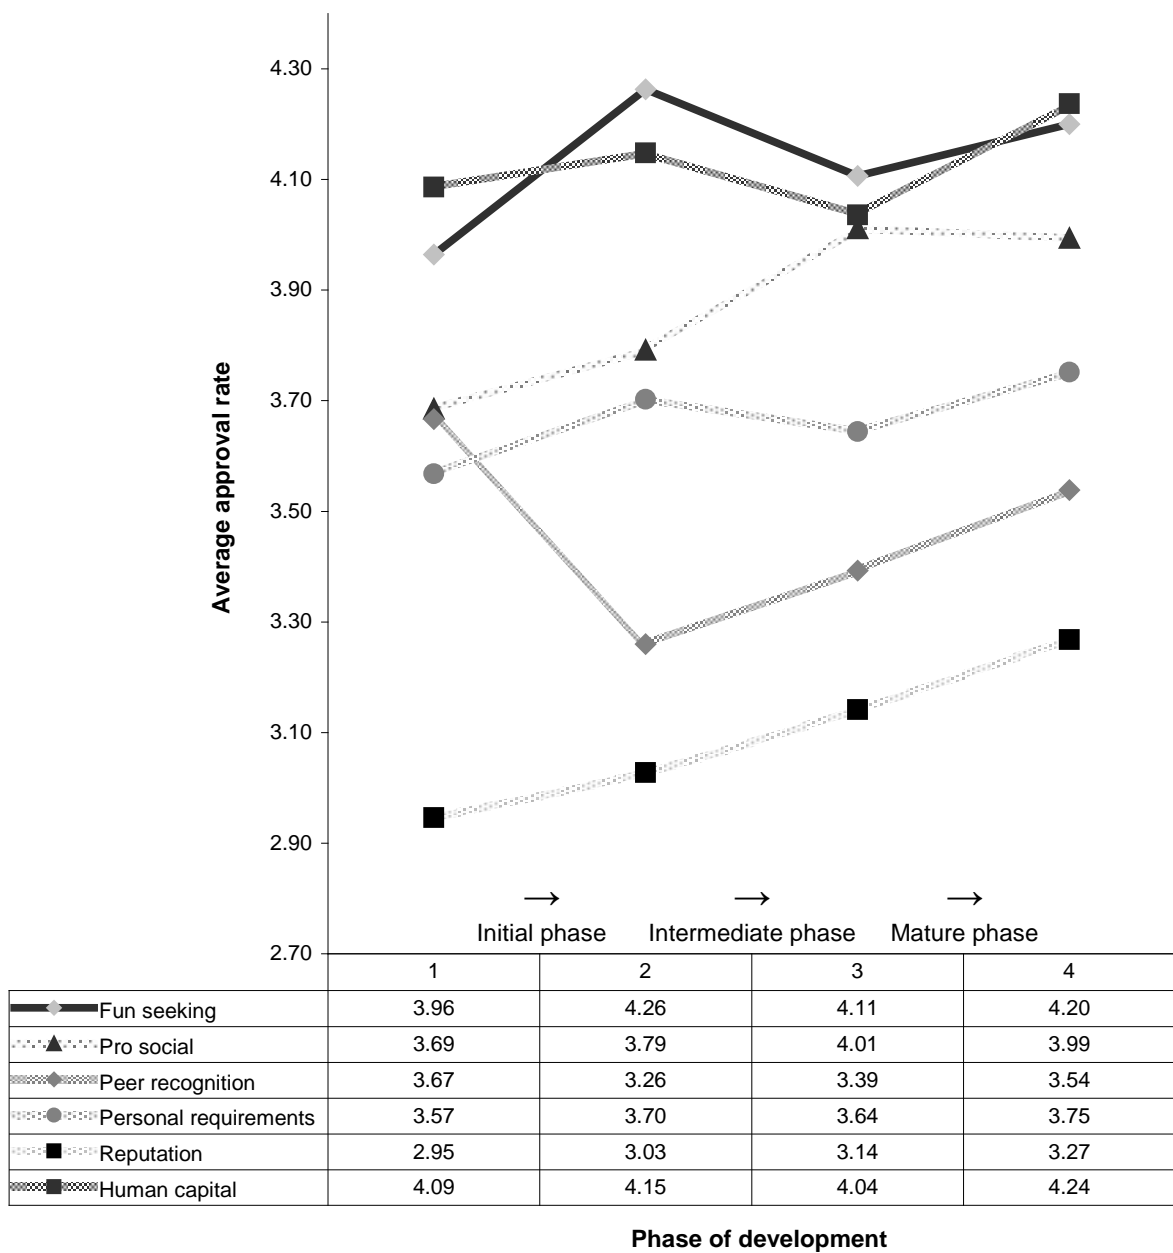 4.30
4.10
3.90
3.70
3.50
3.30
3.10
2.90
2.70
Average approval rate
→ → →
Initial phase Intermediate phase Mature phase
1 2 3 4
Fun seeking 3.96 4.26 4.11 4.20
Pro social 3.69 3.79 4.01 3.99
Peer recognition 3.67 3.26 3.39 3.54
Personal requirements 3.57 3.70 3.64 3.75
Reputation 2.95 3.03 3.14 3.27
Human capital 4.09 4.15 4.04 4.24
Phase of development